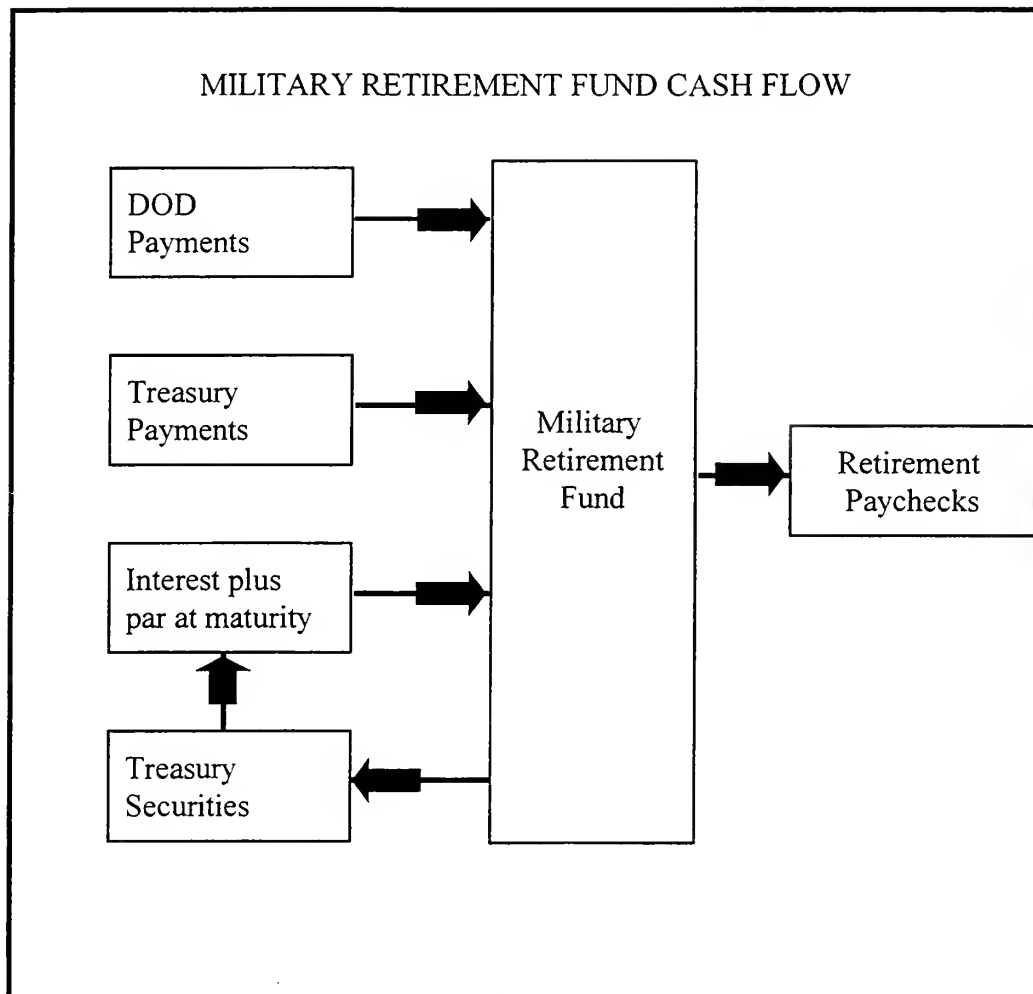 MILITARY RETIREMENT FUND CASH FLOW
DOD
Payments
Treasury
Payments
Interest plus
par at maturity
Treasury
Securities
Military
Retirement
Fund
Retirement
Paychecks